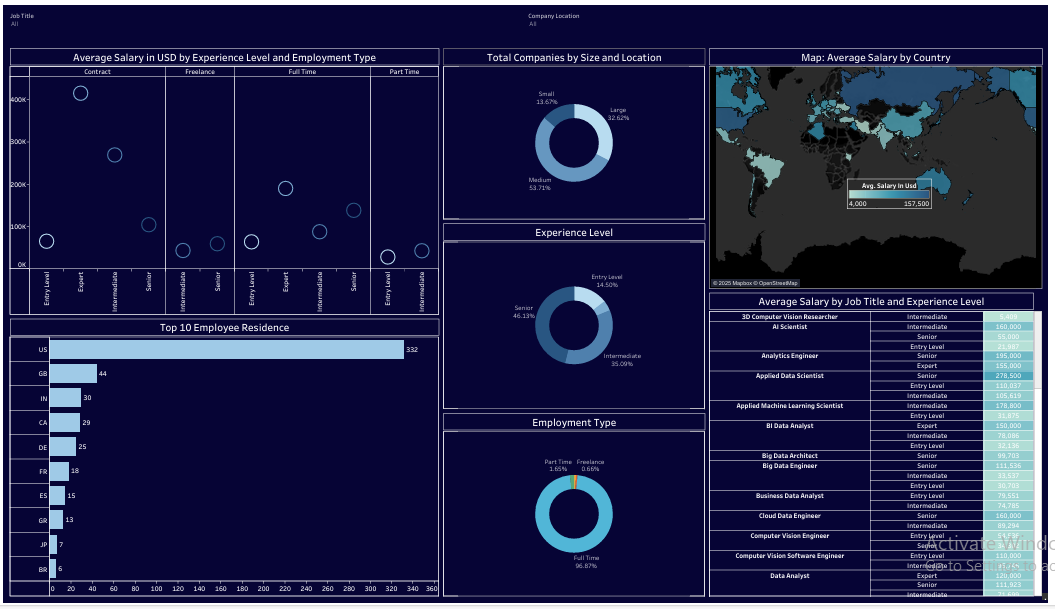 Job Title
All
Company Location
All
Average Salary in USD by Experience Level and Employment Type
Contract
Freelance
Full Time
Part Time
400K
300K
200K
100K
0K
Entry Level
Expert
Intermediate
Senior
Intermediate
Senior
Entry Level
Expert
Intermediate
Senior
Entry Level
Intermediate
Top 10 Employee Residence
US 332
GB 44
IN 30
CA 29
DE 25
FR 18
ES 15
GR 13
JP 7
BR 6
0 20 40 60 80 100 120 140 160 180 200 220 240 260 280 300 320 340 360
Total Companies by Size and Location
Small
13.67%
Large
32.62%
Medium
53.71%
Experience Level
Entry Level
14.50%
Senior
46.13%
Intermediate
35.09%
Employment Type
Part Time
1.65%
Freelance
0.66%
Full Time
96.87%
Map: Average Salary by Country
Avg. Salary In Usd
4,000 157,500
© 2025 Mapbox © OpenStreetMap
Average Salary by Job Title and Experience Level
3D Computer Vision Researcher Intermediate
AI Scientist Intermediate 160,000
Senior 55,000
Entry Level 21,987
Analytics Engineer Senior 195,000
Expert 155,000
Applied Data Scientist Senior 278,500
Entry Level 110,037
Intermediate 105,619
Applied Machine Learning Scientist Intermediate 178,800
Entry Level 31,875
BI Data Analyst Expert 150,000
Intermediate
Entry Level 32,136
Big Data Architect Senior 99,703
Big Data Engineer Senior 111,536
Intermediate 33,537
Entry Level 30,703
Business Data Analyst Entry Level 79,551
Intermediate 74,785
Cloud Data Engineer Senior 160,000
Intermediate 89,294
Computer Vision Engineer Entry Level
Senior
Computer Vision Software Engineer Entry Level 110,000
Intermediate
Data Analyst Expert 120,000
Senior 111,923
Intermediate
Activate Windo
Go to Settings to ac